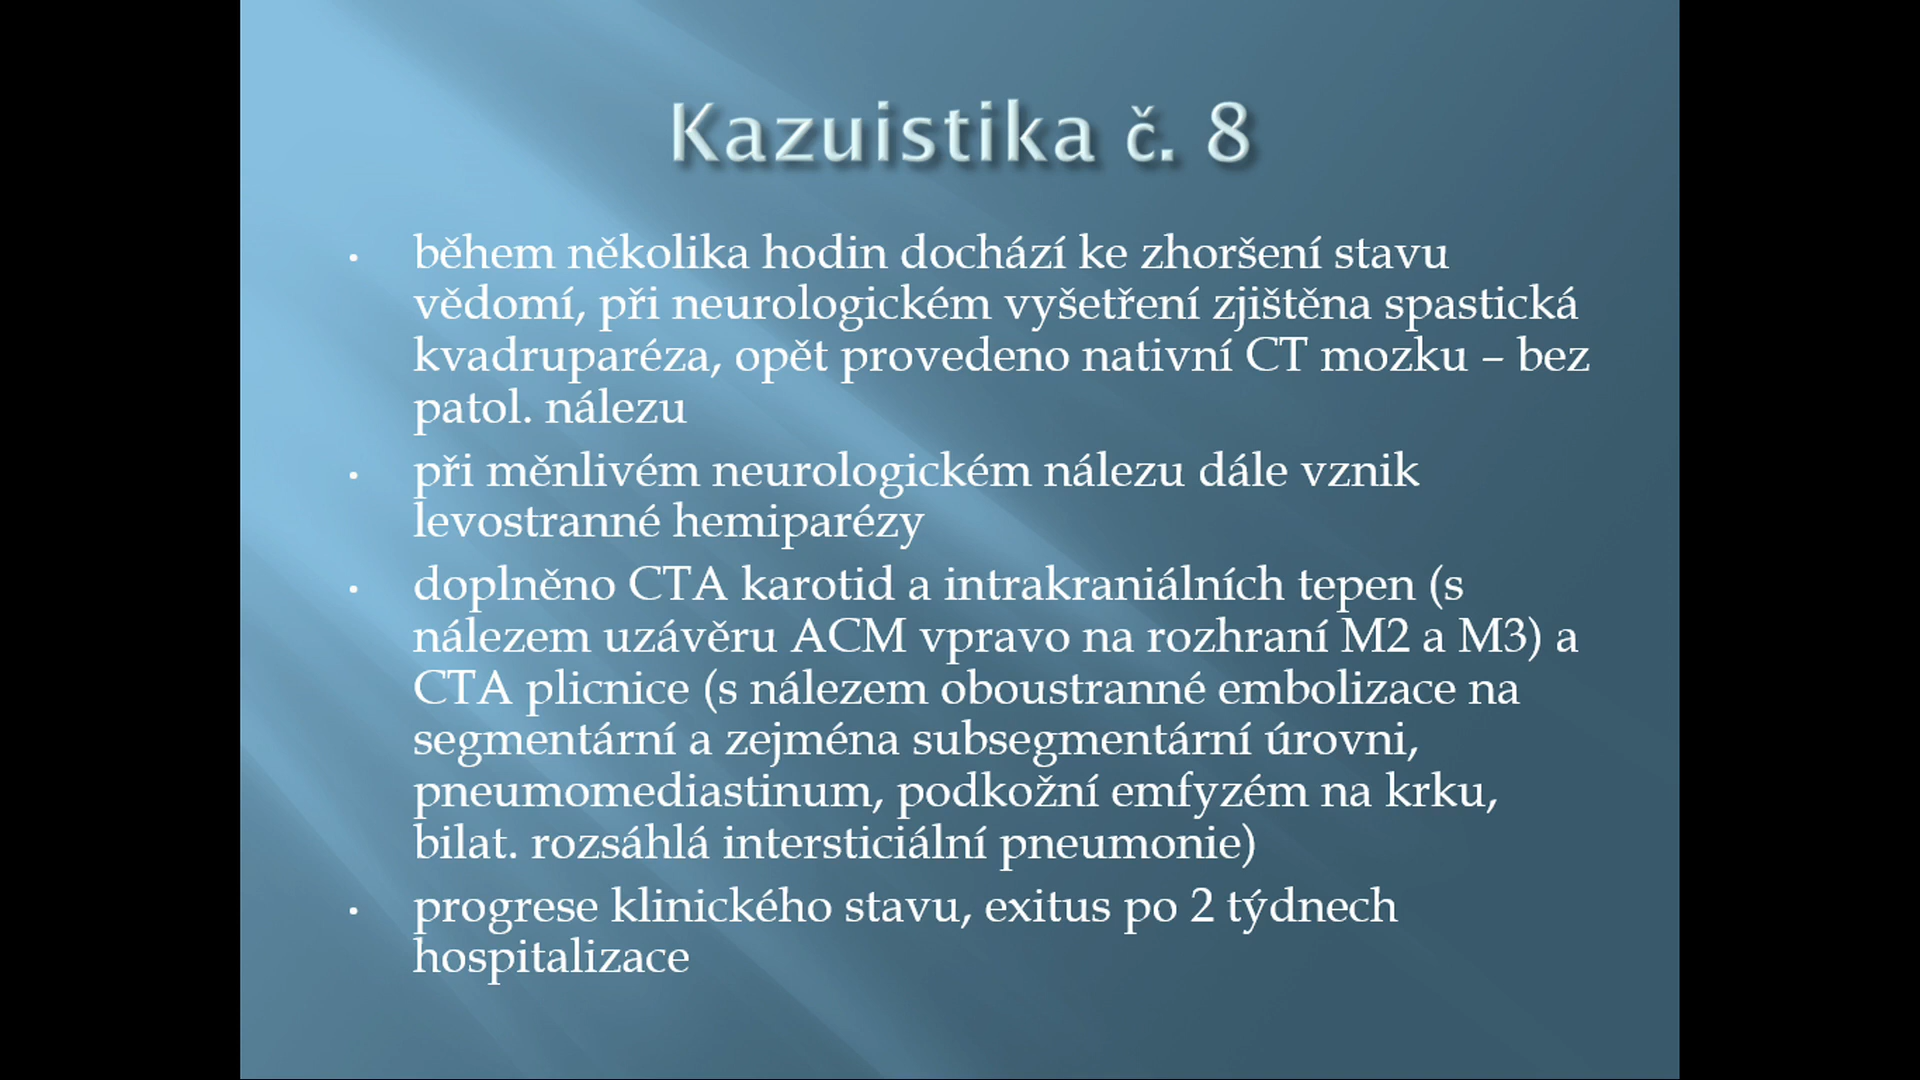 Kazuistika č. 8
• během několika hodin dochází ke zhoršení stavu
vědomí, při neurologickém vyšetření zjištěna spastická
kvadruparéza, opět provedeno nativní CT mozku – bez
patol. nálezu
• při měnlivém neurologickém nálezu dále vznik
levostranné hemiparézy
• doplněno CTA karotid a intrakraniálních tepen (s
nálezem uzávěru ACM vpravo na rozhraní M2 a M3) a
CTA plicnice (s nálezem oboustranné embolizace na
segmentární a zejména subsegmentární úrovni,
pneumomediastinum, podkožní emfyzém na krku,
bilat. rozsáhlá intersticiální pneumonie)
• progrese klinického stavu, exitus po 2 týdnech
hospitalizace